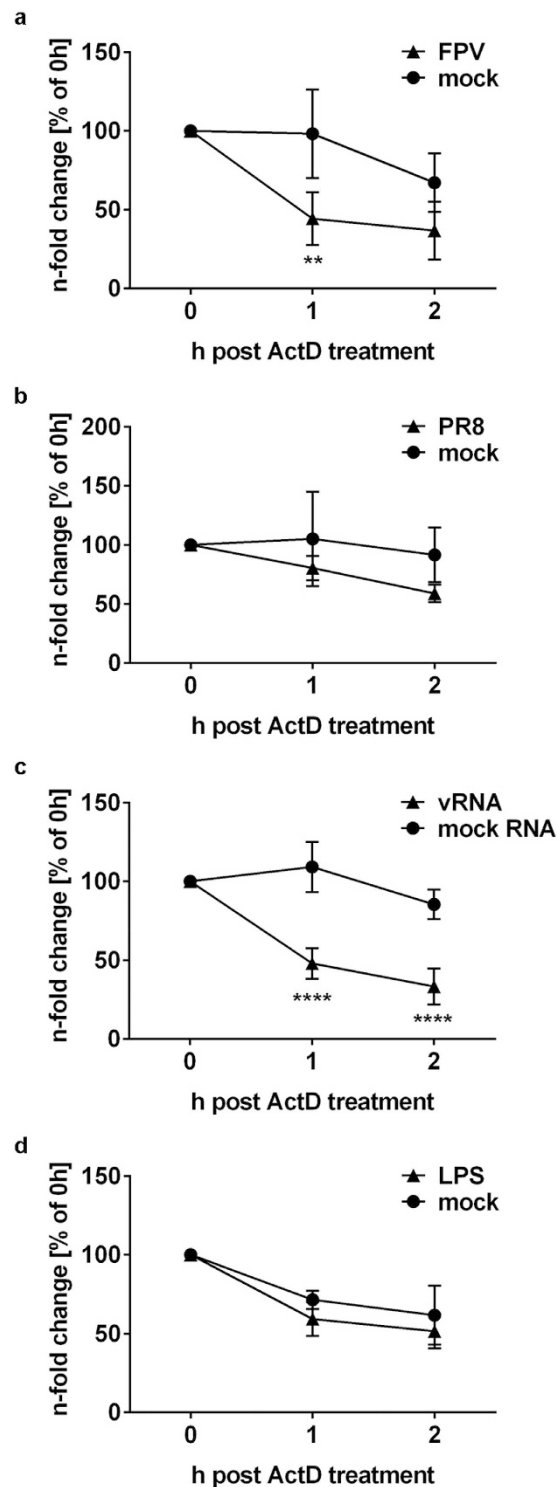 a
FPV
mock
n-fold change [% of 0h]
150
100
50
0
**
0 1 2
h post ActD treatment
b
PR8
mock
n-fold change [% of 0h]
200
150
100
50
0
0 1 2
h post ActD treatment
c
vRNA
mock RNA
n-fold change [% of 0h]
150
100
50
0
**** ****
0 1 2
h post ActD treatment
d
LPS
mock
n-fold change [% of 0h]
150
100
50
0
0 1 2
h post ActD treatment